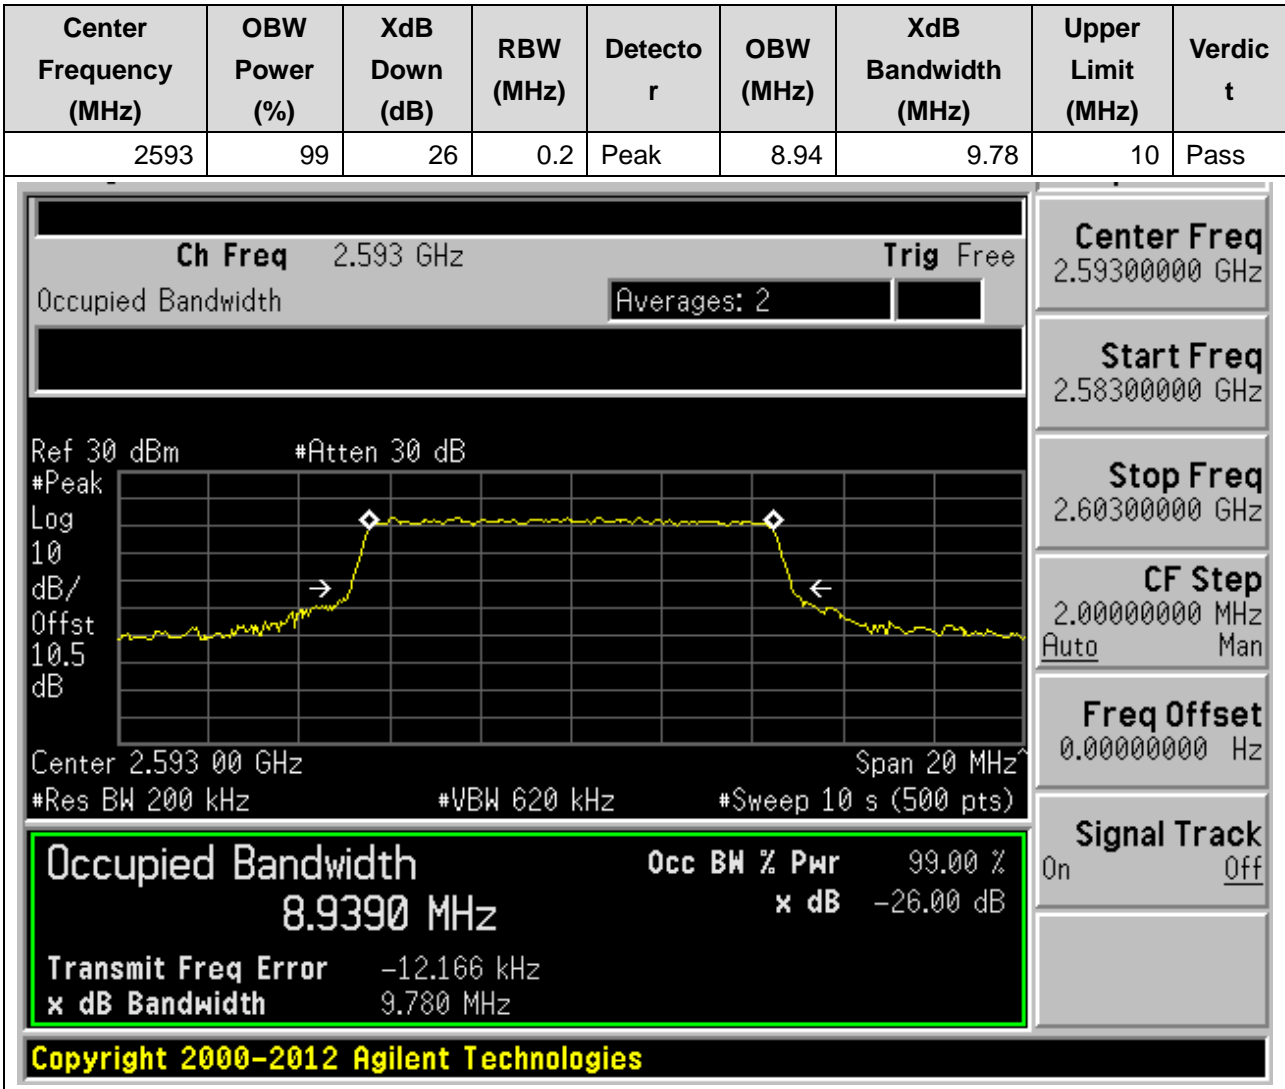 Center Frequency (MHz) OBW Power (%) XdB Down (dB) RBW (MHz) Detecto r OBW (MHz) XdB Bandwidth (MHz) Upper Limit (MHz) Verdic t
2593 99 26 0.2 Peak 8.94 9.78 10 Pass
Ch Freq 2.593 GHz Trig Free
Occupied Bandwidth Averages: 2
Ref 30 dBm #Atten 30 dB
#Peak
Log
10
dB/
Offst
10.5
dB
Center 2.593 00 GHz Span 20 MHz^
#Res BW 200 kHz #VBW 620 kHz #Sweep 10 s (500 pts)
Occupied Bandwidth
8.9390 MHz
Occ BW % Pwr 99.00 %
x dB -26.00 dB
Transmit Freq Error -12.166 kHz
x dB Bandwidth 9.780 MHz
Copyright 2000-2012 Agilent Technologies
Center Freq
2.59300000 GHz
Start Freq
2.58300000 GHz
Stop Freq
2.60300000 GHz
CF Step
2.00000000 MHz
Auto Man
Freq Offset
0.00000000 Hz
Signal Track
On Off